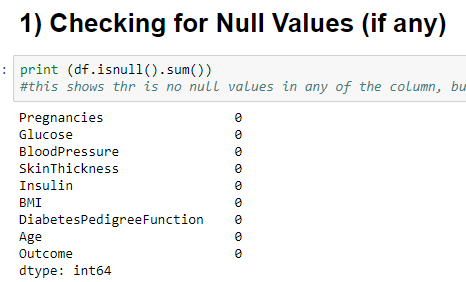 1) Checking for Null Values (if any)
: print (df.isnull().sum())
#this shows thr is no null values in any of the column, bu
Pregnancies 0
Glucose 0
BloodPressure 0
SkinThickness 0
Insulin 0
BMI 0
DiabetesPedigreeFunction 0
Age 0
Outcome 0
dtype: int64